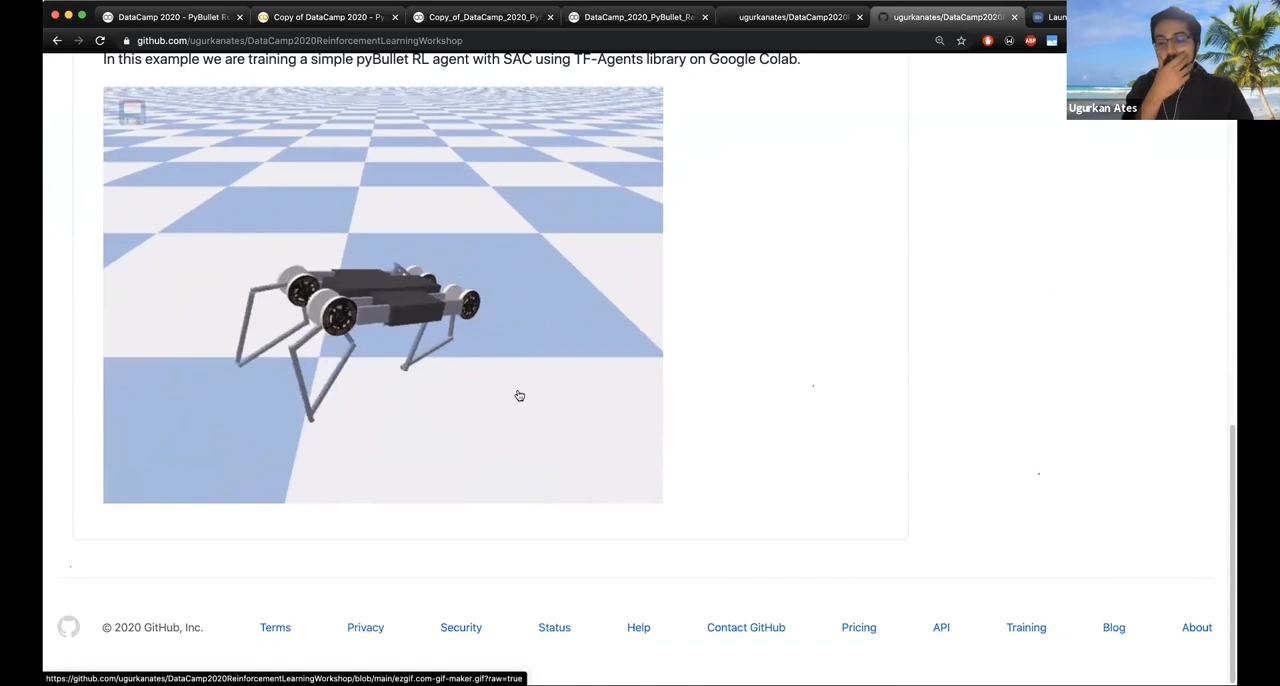 DataCamp 2020 - PyBullet R
Copy of DataCamp 2020 - Py
Copy_of_DataCamp_2020_Py
DataCamp_2020_PyBullet_Re
ugurkanates/DataCamp2020
ugurkanates/DataCamp2020
Laun
github.com/ugurkanates/DataCamp2020ReinforcementLearningWorkshop
ABP
Ugurkan Ates
In this example we are training a simple pyBullet RL agent with SAC using TF-Agents library on Google Colab.
© 2020 GitHub, Inc. Terms Privacy Security Status Help Contact GitHub Pricing API Training Blog About
https://github.com/ugurkanates/DataCamp2020ReinforcementLearningWorkshop/blob/main/ezgif.com-gif-maker.gif?raw=true